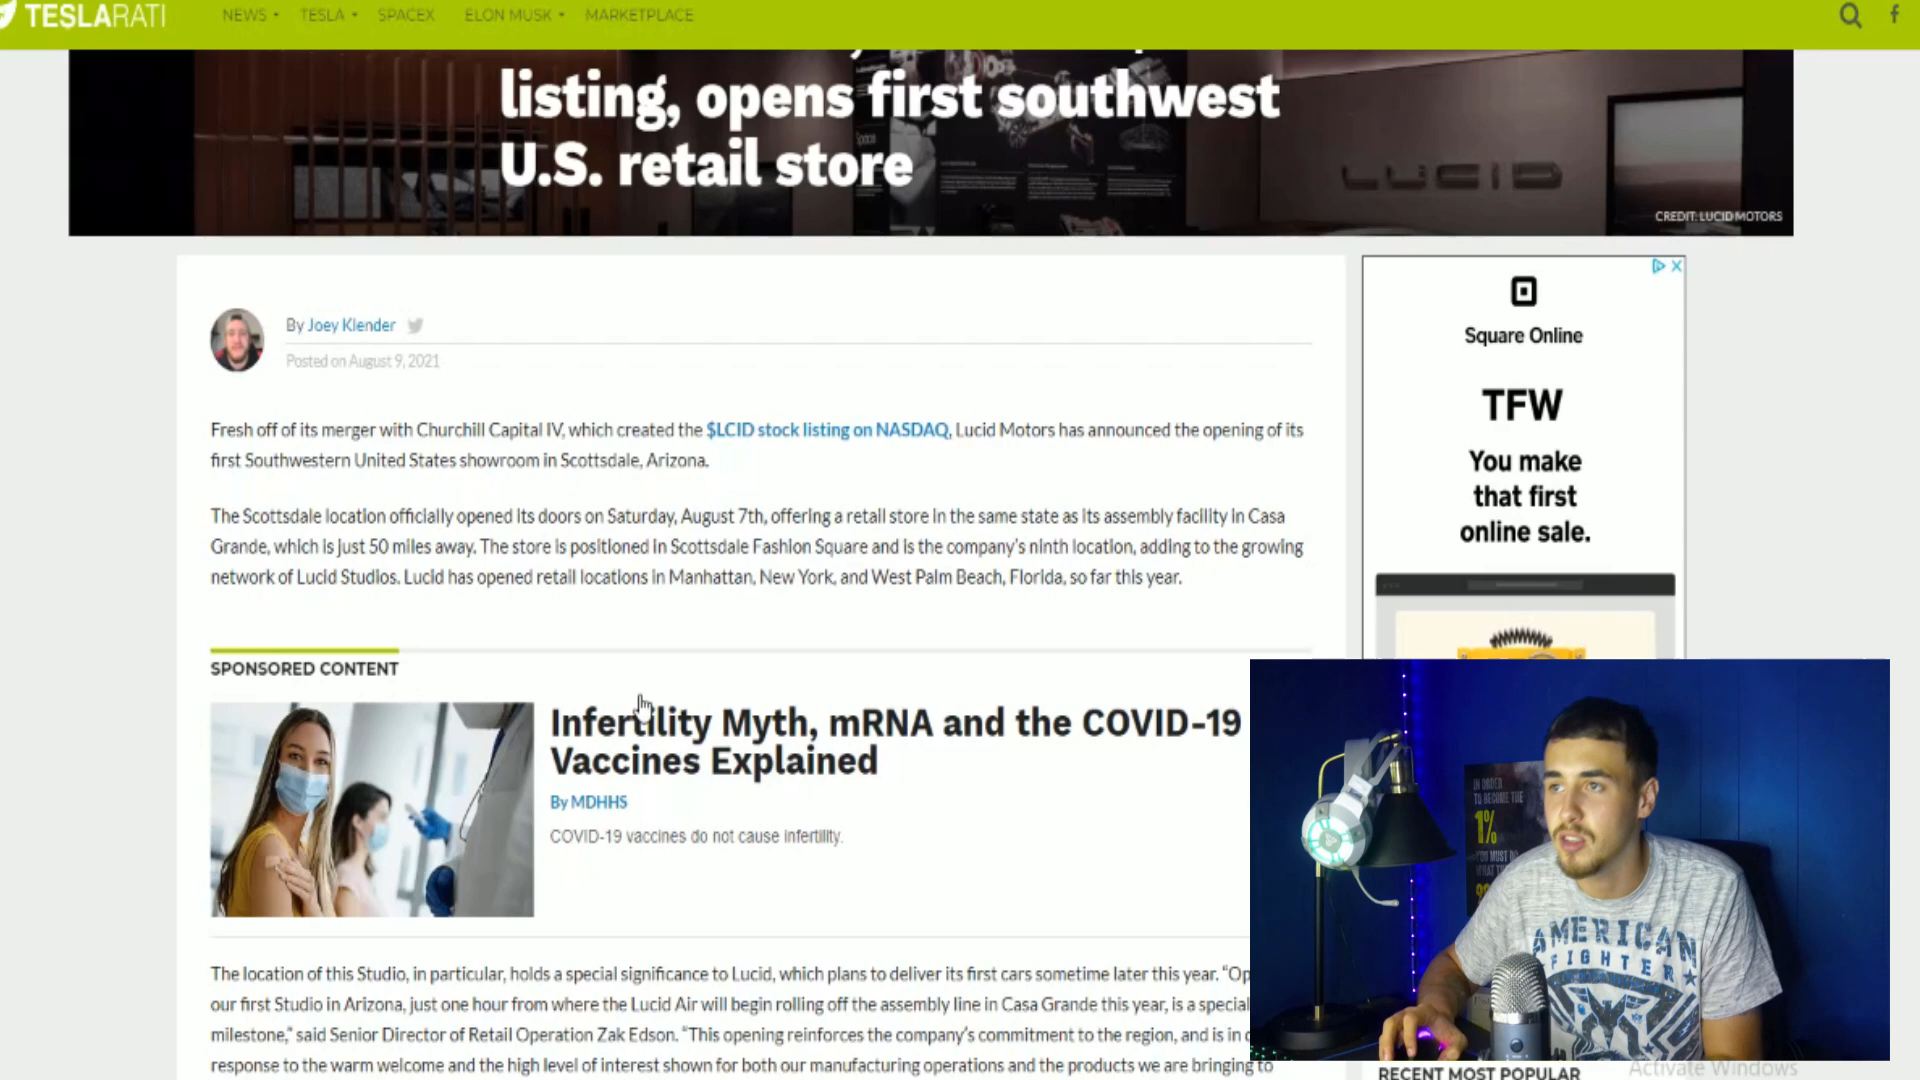 TESLARATI
NEWS TESLA SPACEX ELON MUSK MARKETPLACE
listing, opens first southwest
U.S. retail store
LUCID
CREDIT: LUCID MOTORS
By Joey Klender
Posted on August 9, 2021
Fresh off of its merger with Churchill Capital IV, which created the $LCID stock listing on NASDAQ, Lucid Motors has announced the opening of its
first Southwestern United States showroom in Scottsdale, Arizona.
The Scottsdale location officially opened its doors on Saturday, August 7th, offering a retail store in the same state as its assembly facility in Casa
Grande, which is just 50 miles away. The store is positioned in Scottsdale Fashion Square and is the company's ninth location, adding to the growing
network of Lucid Studios. Lucid has opened retail locations in Manhattan, New York, and West Palm Beach, Florida, so far this year.
SPONSORED CONTENT
Infertility Myth, mRNA and the COVID-19
Vaccines Explained
By MDHHS
COVID-19 vaccines do not cause infertility.
The location of this Studio, in particular, holds a special significance to Lucid, which plans to deliver its first cars sometime later this year. "Op
our first Studio in Arizona, just one hour from where the Lucid Air will begin rolling off the assembly line in Casa Grande this year, is a special
milestone," said Senior Director of Retail Operation Zak Edson. "This opening reinforces the company's commitment to the region, and is in
response to the warm welcome and the high level of interest shown for both our manufacturing operations and the products we are bringing to
Square Online
TFW
You make
that first
online sale.
IN ORDER
TO BECOME THE
1%
YOU MUST DO
AMERICAN
FIGHTER
RECENT MOST POPULAR
Activate Windows